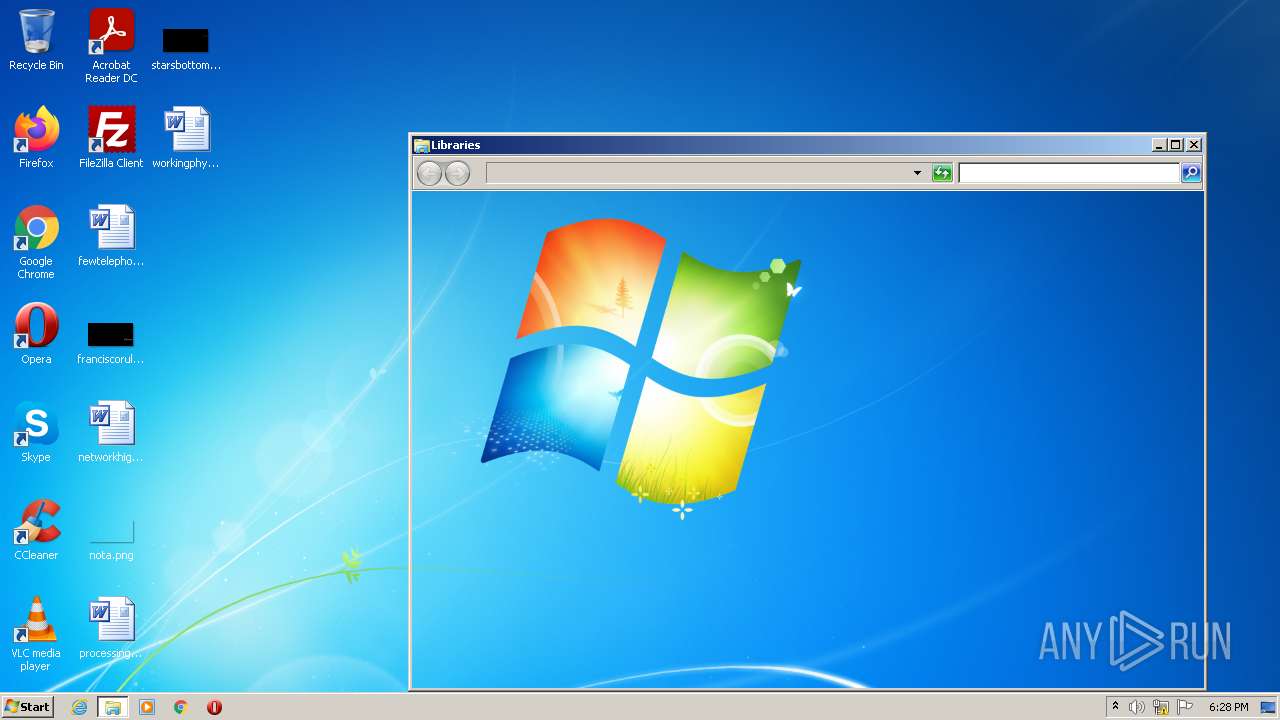 Recycle Bin
Acrobat
Reader DC
starsbottom...
Firefox
FileZilla Client
workingphy...
Google
Chrome
fewtelepho...
Opera
franciscorul...
Skype
networkhig...
CCleaner
nota.png
VLC media
player
processing...
Libraries
ANY RUN
Start
6:28 PM